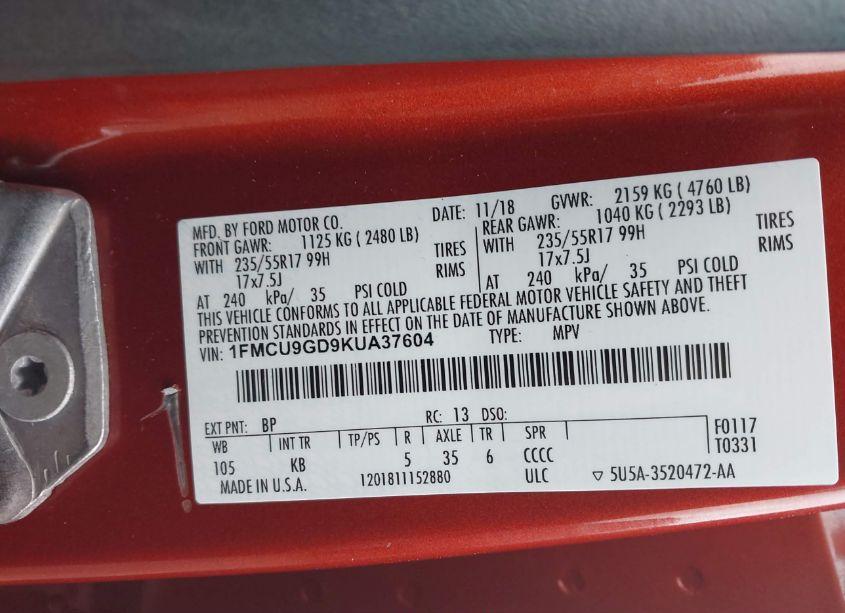 MFD. BY FORD MOTOR CO. DATE: 11/18 GVWR: 2159 KG ( 4760 LB)
FRONT GAWR: 1125 KG ( 2480 LB) REAR GAWR: 1040 KG ( 2293 LB)
WITH 235/55R17 99H TIRES WITH 235/55R17 99H TIRES
17x7.5J RIMS 17x7.5J RIMS
AT 240 kPa/ 35 PSI COLD AT 240 kPa/ 35 PSI COLD
THIS VEHICLE CONFORMS TO ALL APPLICABLE FEDERAL MOTOR VEHICLE SAFETY AND THEFT
PREVENTION STANDARDS IN EFFECT ON THE DATE OF MANUFACTURE SHOWN ABOVE.
VIN: 1FMCU9GD9KUA37604 TYPE: MPV
EXT PNT: BP RC: 13 DSO:
WB INT TR TP/PS R AXLE TR SPR F0117
105 KB 5 35 6 CCCC T0331
MADE IN U.S.A. 1201811152880 ULC ▽ 5U5A-3520472-AA